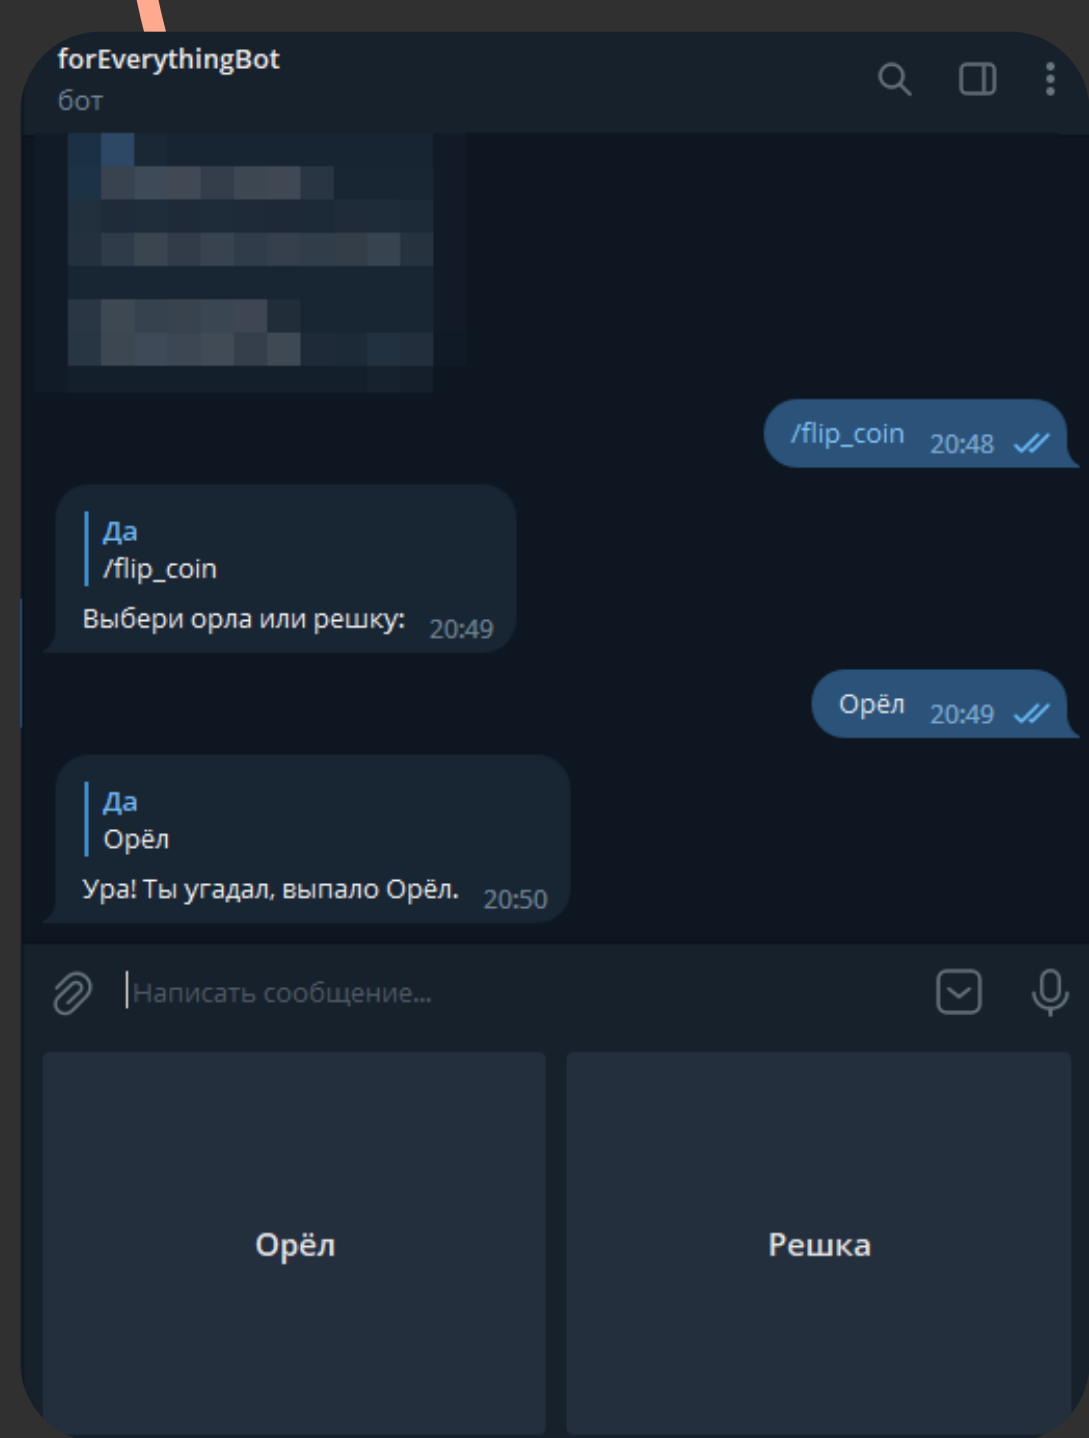 forEverythingBot
бот
/flip_coin 20:48
Да
/flip_coin
Выбери орла или решку: 20:49
Орёл 20:49
Да
Орёл
Ура! Ты угадал, выпало Орёл. 20:50
Написать сообщение...
Орёл Решка